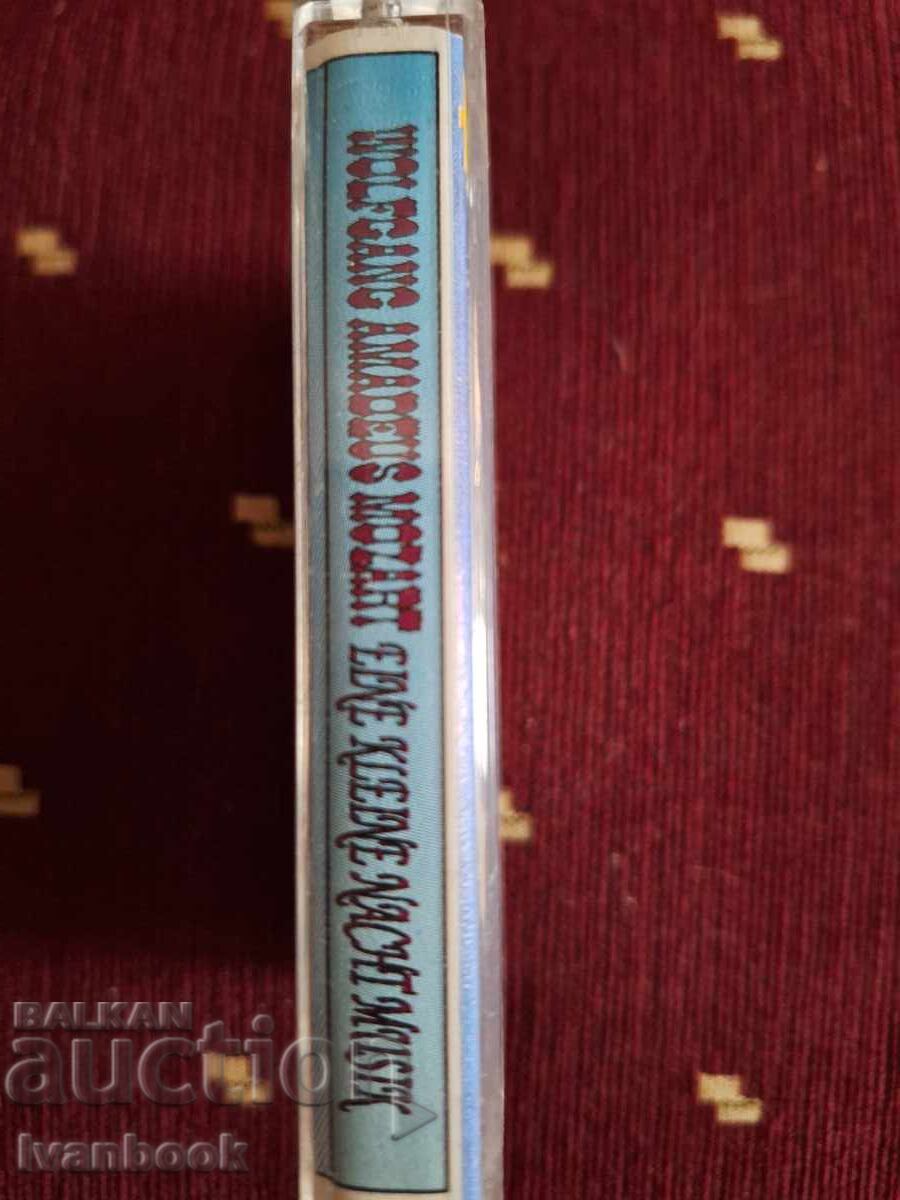 WOLFGANG AMADEUS MOZART EINE KLEINE NACHT MUSIK
BALKAN
auction
Ivanbook